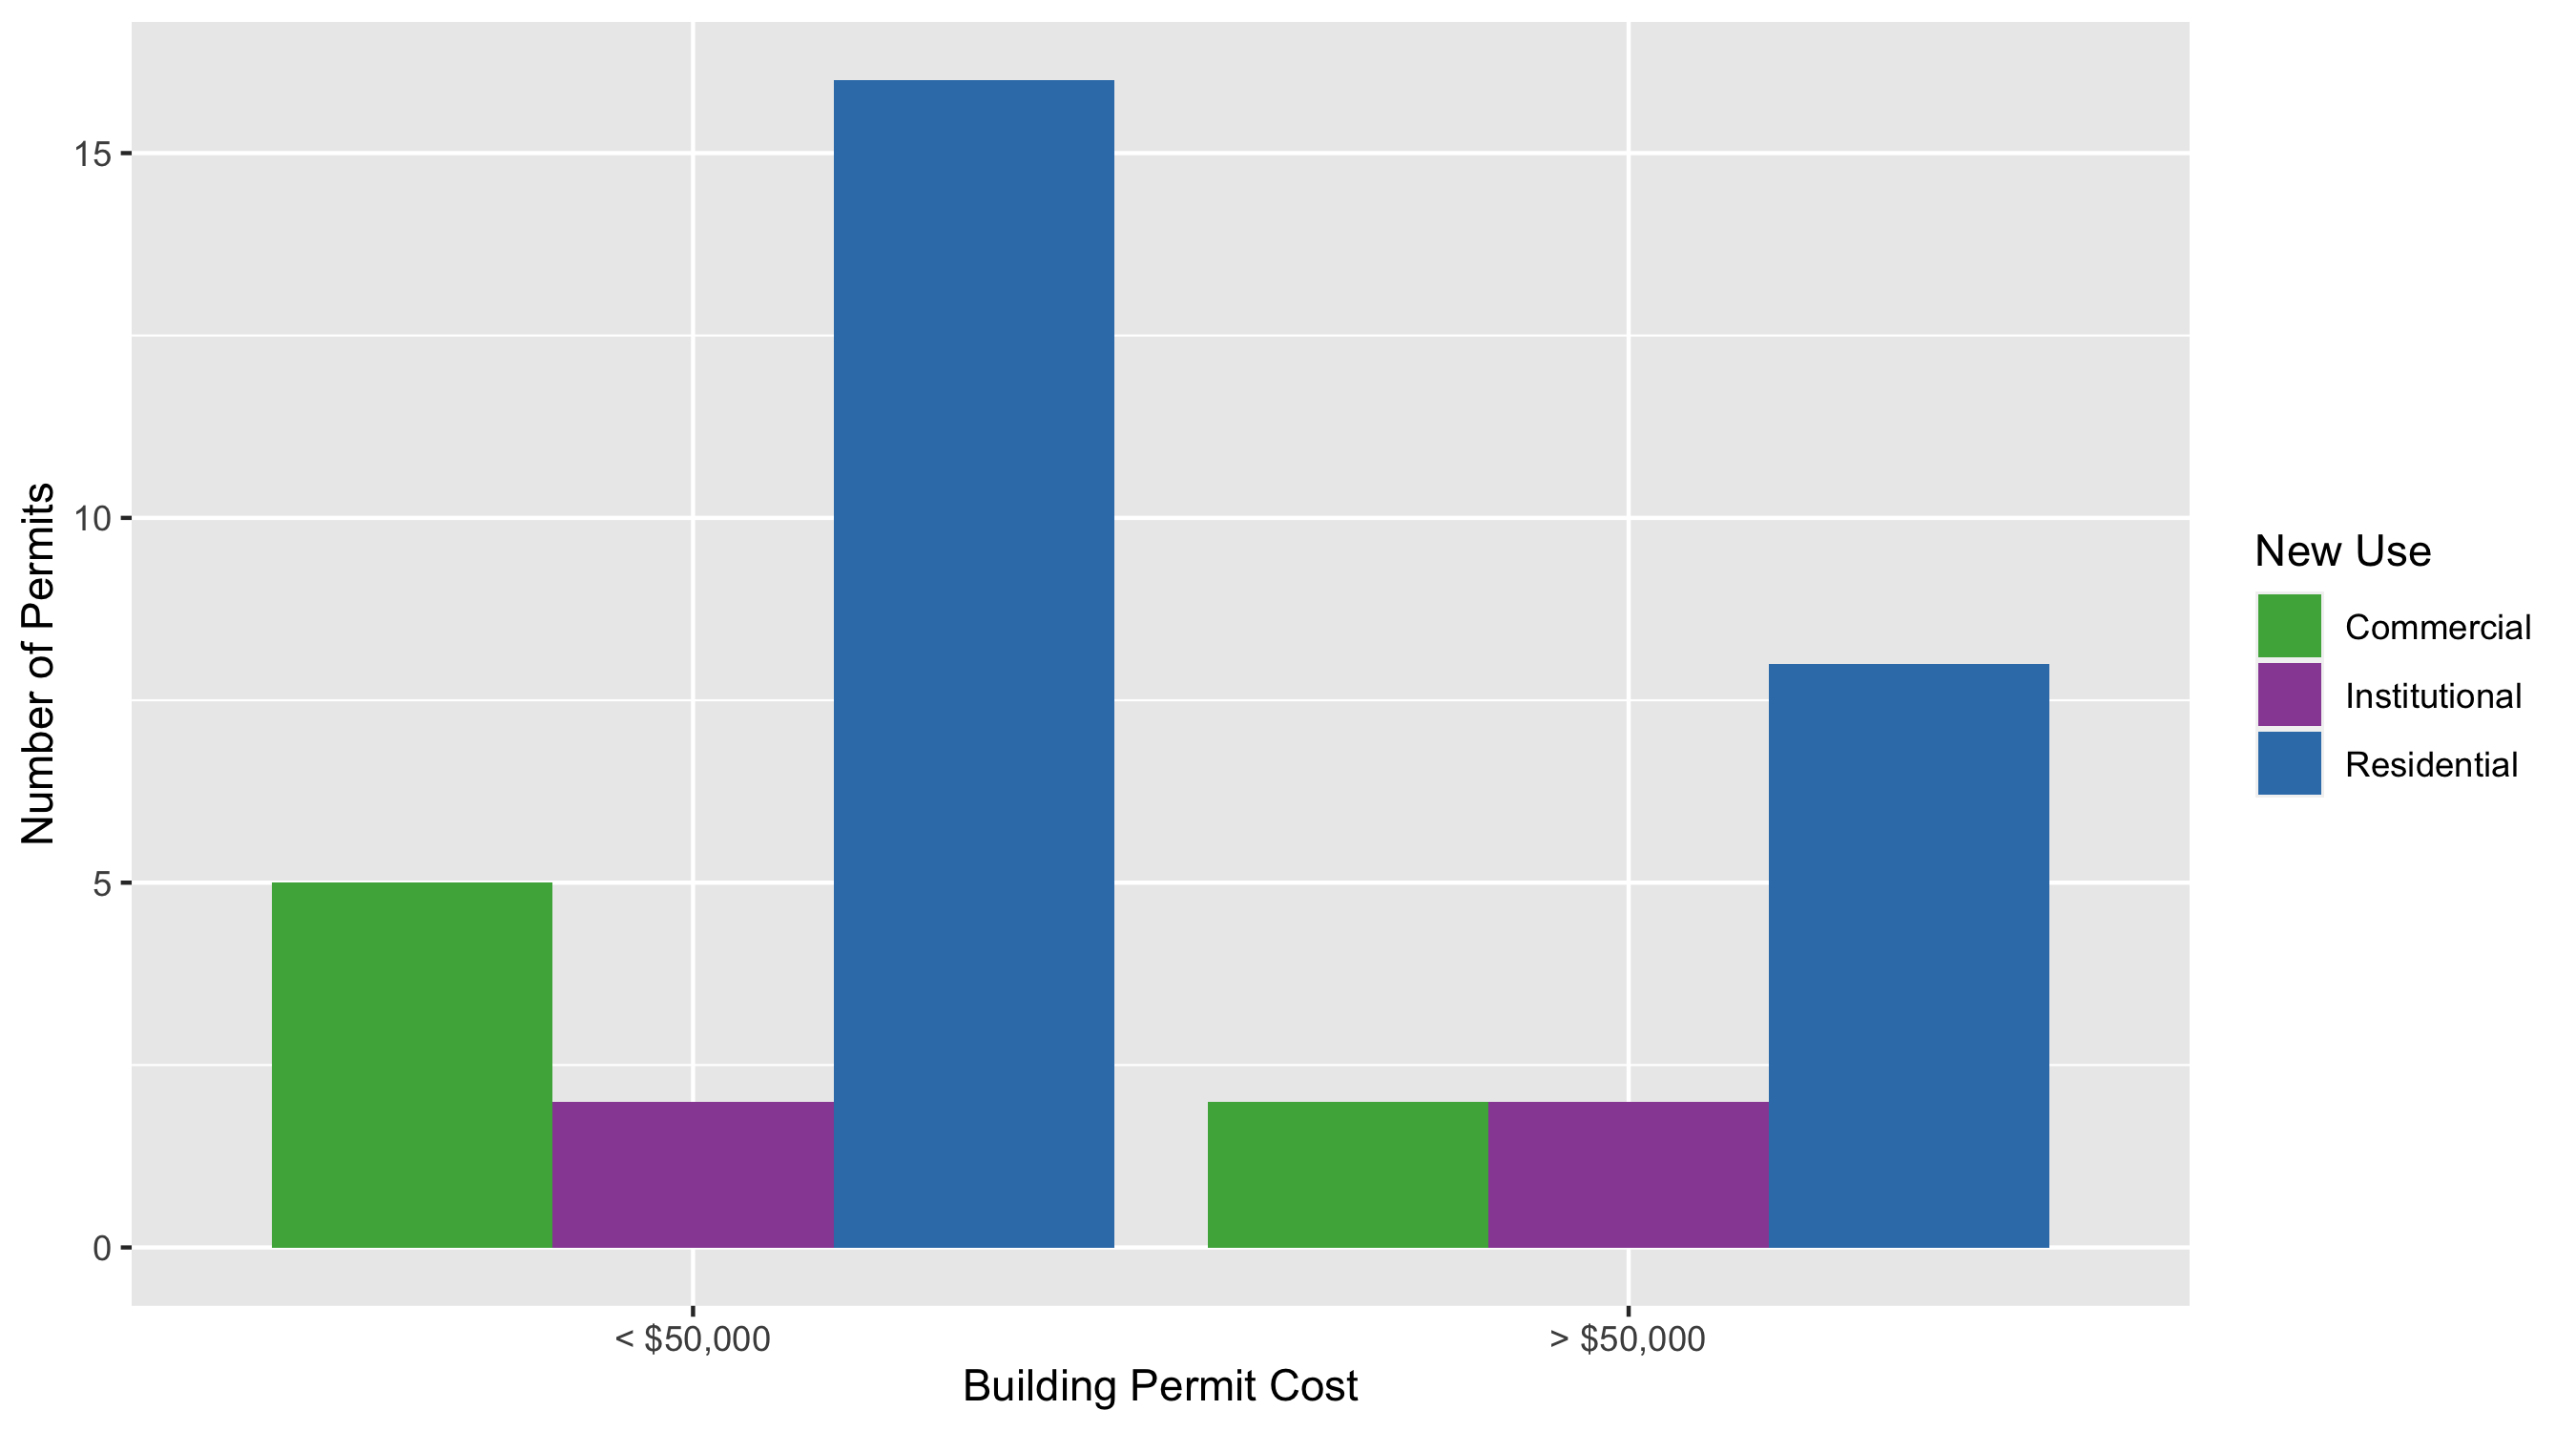 Number of Permits
15
10
5
0
< $50,000
> $50,000
Building Permit Cost
New Use
Commercial
Institutional
Residential